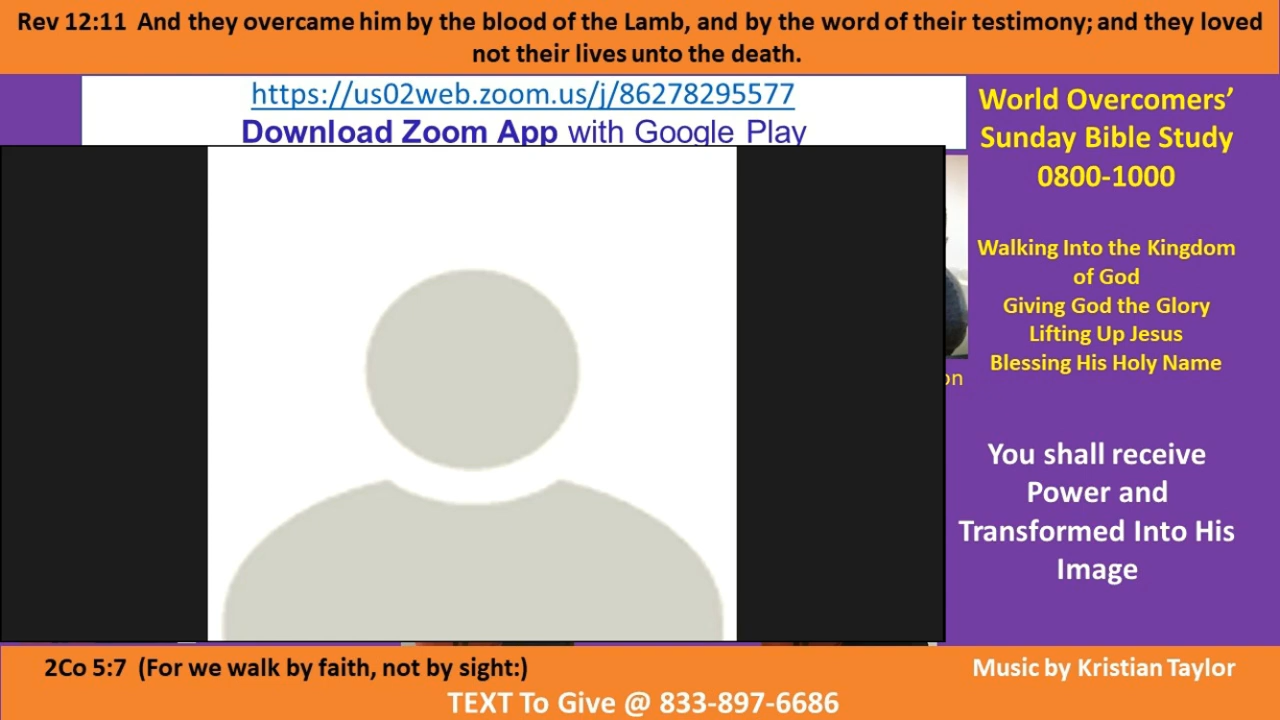 Rev 12:11 And they overcame him by the blood of the Lamb, and by the word of their testimony; and they loved
not their lives unto the death.
https://us02web.zoom.us/j/86278295577
Download Zoom App with Google Play
World Overcomers’
Sunday Bible Study
0800-1000
Walking Into the Kingdom
of God
Giving God the Glory
Lifting Up Jesus
Blessing His Holy Name
on
You shall receive
Power and
Transformed Into His
Image
2Co 5:7 (For we walk by faith, not by sight:)
Music by Kristian Taylor
TEXT To Give @ 833-897-6686